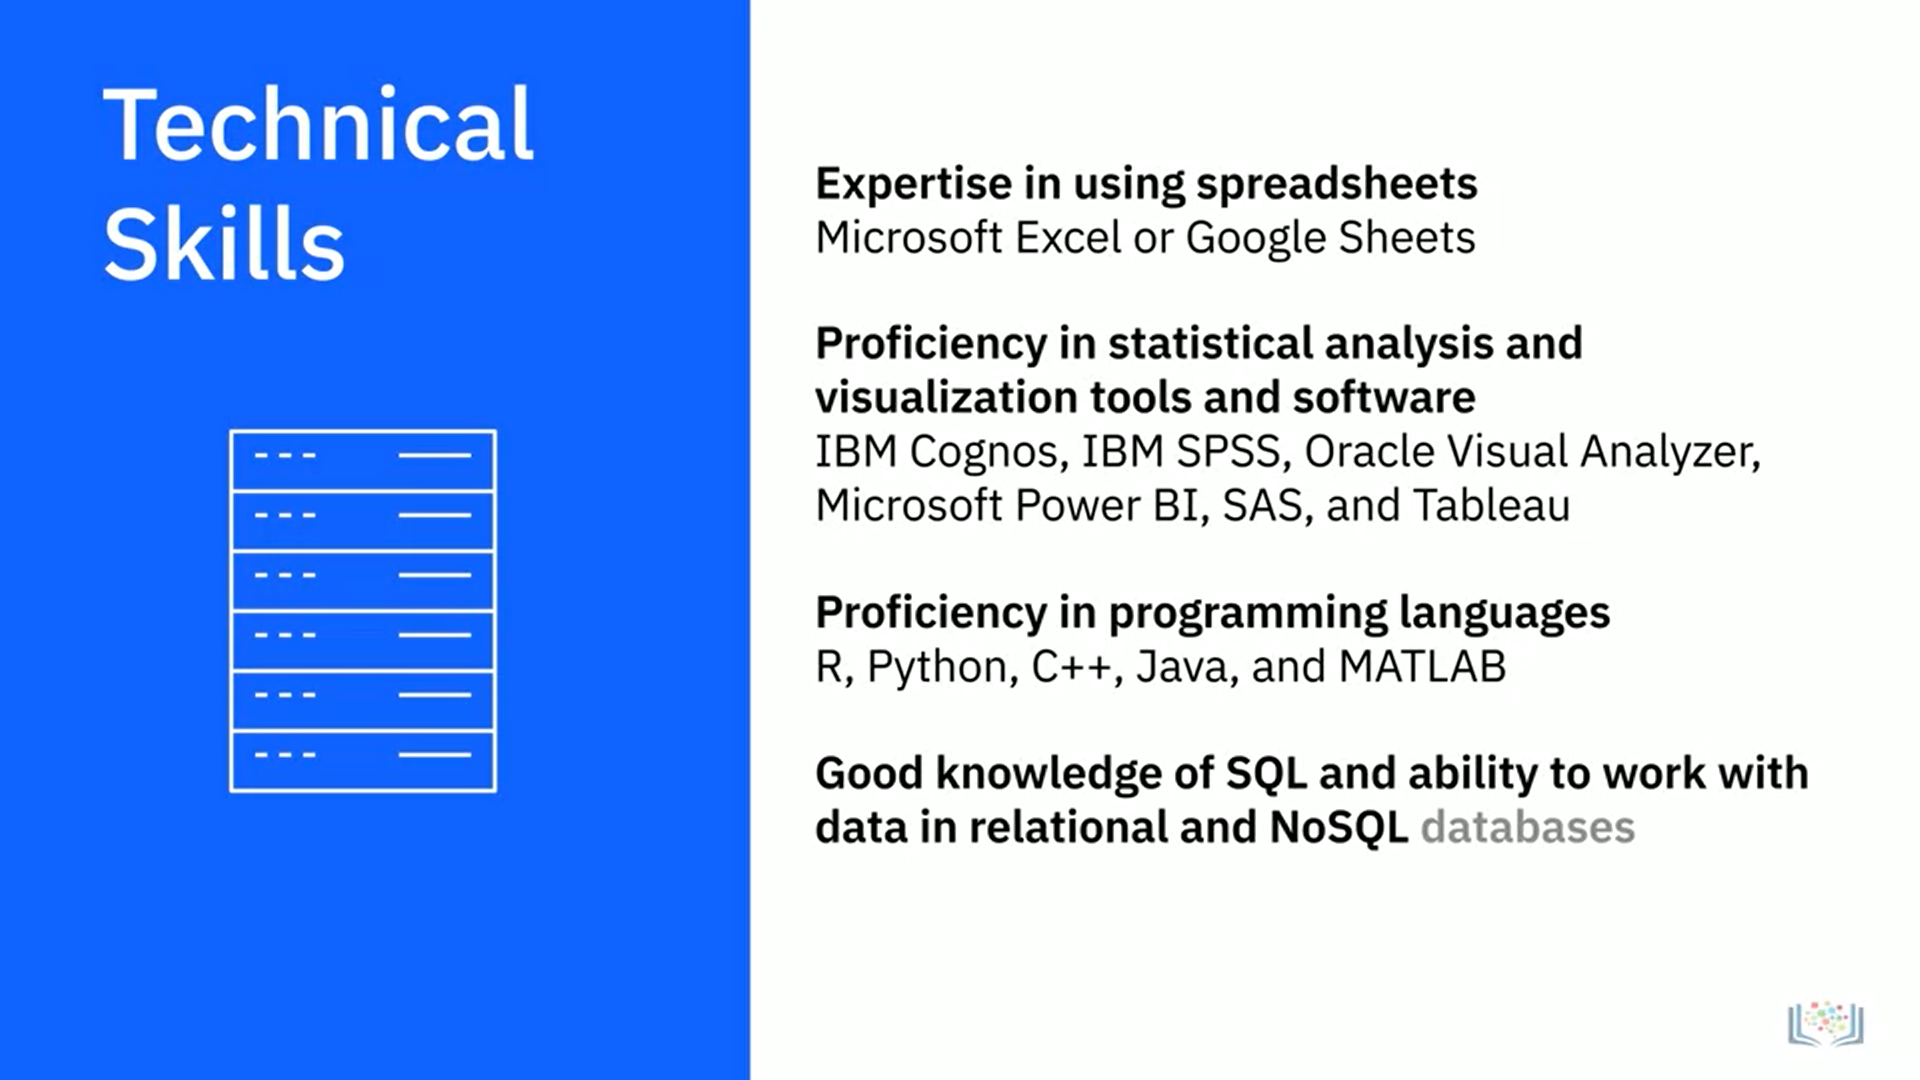 Technical
Skills
Expertise in using spreadsheets
Microsoft Excel or Google Sheets
Proficiency in statistical analysis and
visualization tools and software
IBM Cognos, IBM SPSS, Oracle Visual Analyzer,
Microsoft Power BI, SAS, and Tableau
Proficiency in programming languages
R, Python, C++, Java, and MATLAB
Good knowledge of SQL and ability to work with
data in relational and NoSQL databases